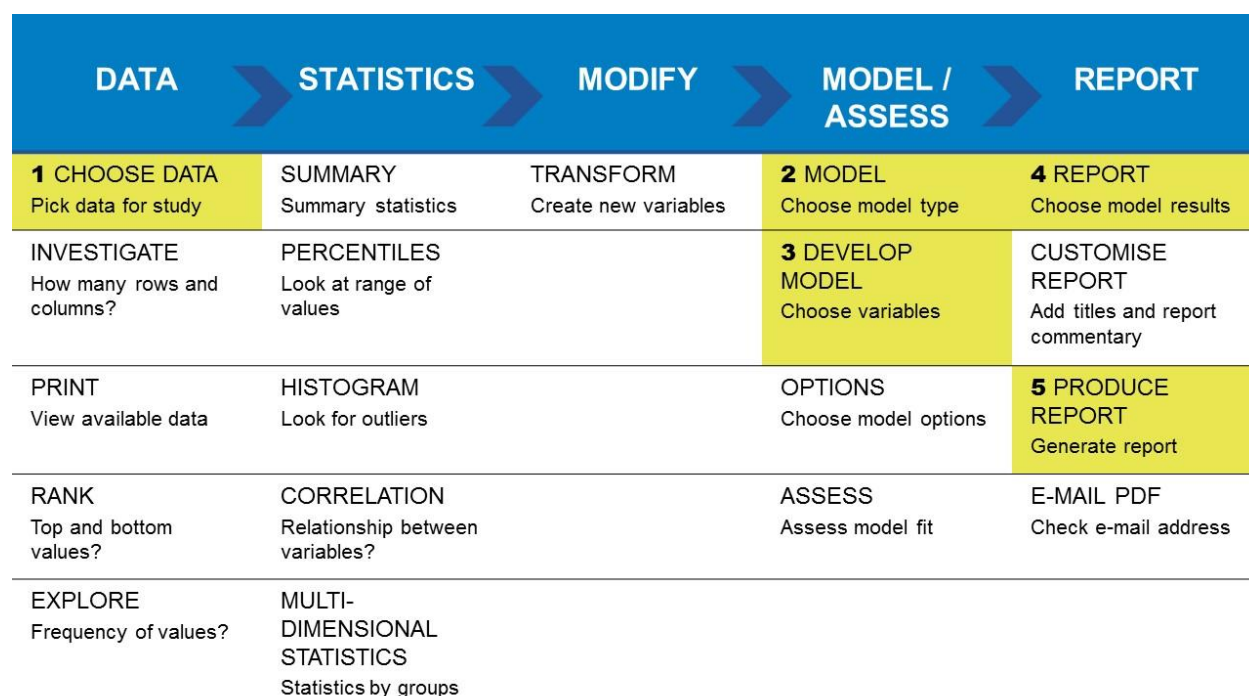 DATA
STATISTICS
MODIFY
MODEL /
ASSESS
REPORT
1 CHOOSE DATA
Pick data for study
SUMMARY
Summary statistics
TRANSFORM
Create new variables
2 MODEL
Choose model type
4 REPORT
Choose model results
INVESTIGATE
How many rows and
columns?
PERCENTILES
Look at range of
values
3 DEVELOP
MODEL
Choose variables
CUSTOMISE
REPORT
Add titles and report
commentary
PRINT
View available data
HISTOGRAM
Look for outliers
OPTIONS
Choose model options
5 PRODUCE
REPORT
Generate report
RANK
Top and bottom
values?
CORRELATION
Relationship between
variables?
ASSESS
Assess model fit
E-MAIL PDF
Check e-mail address
EXPLORE
Frequency of values?
MULTI-
DIMENSIONAL
STATISTICS
Statistics by groups